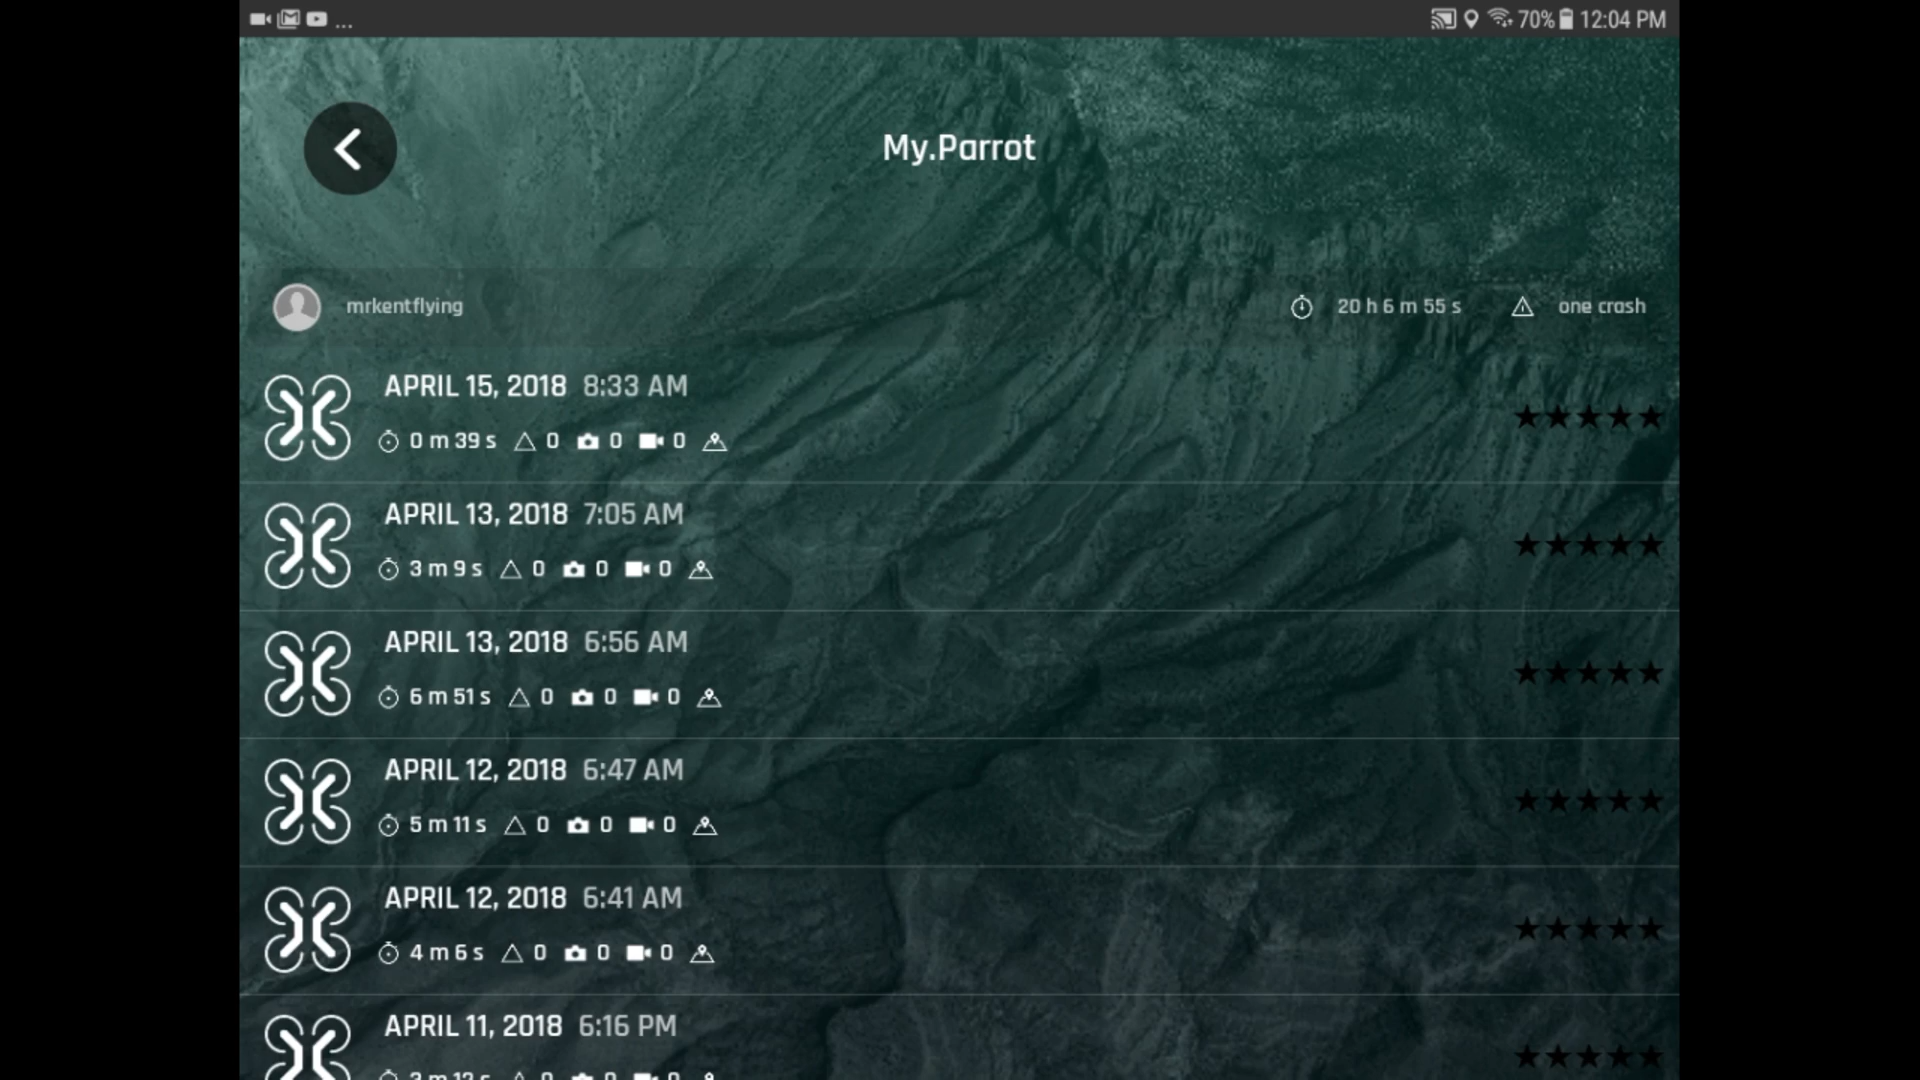 ... 70% 12:04 PM
My.Parrot
mrkentflying 20 h 6 m 55 s one crash
APRIL 15, 2018 8:33 AM
0 m 39 s 0 0 0
APRIL 13, 2018 7:05 AM
3 m 9 s 0 0 0
APRIL 13, 2018 6:56 AM
6 m 51 s 0 0 0
APRIL 12, 2018 6:47 AM
5 m 11 s 0 0 0
APRIL 12, 2018 6:41 AM
4 m 6 s 0 0 0
APRIL 11, 2018 6:16 PM